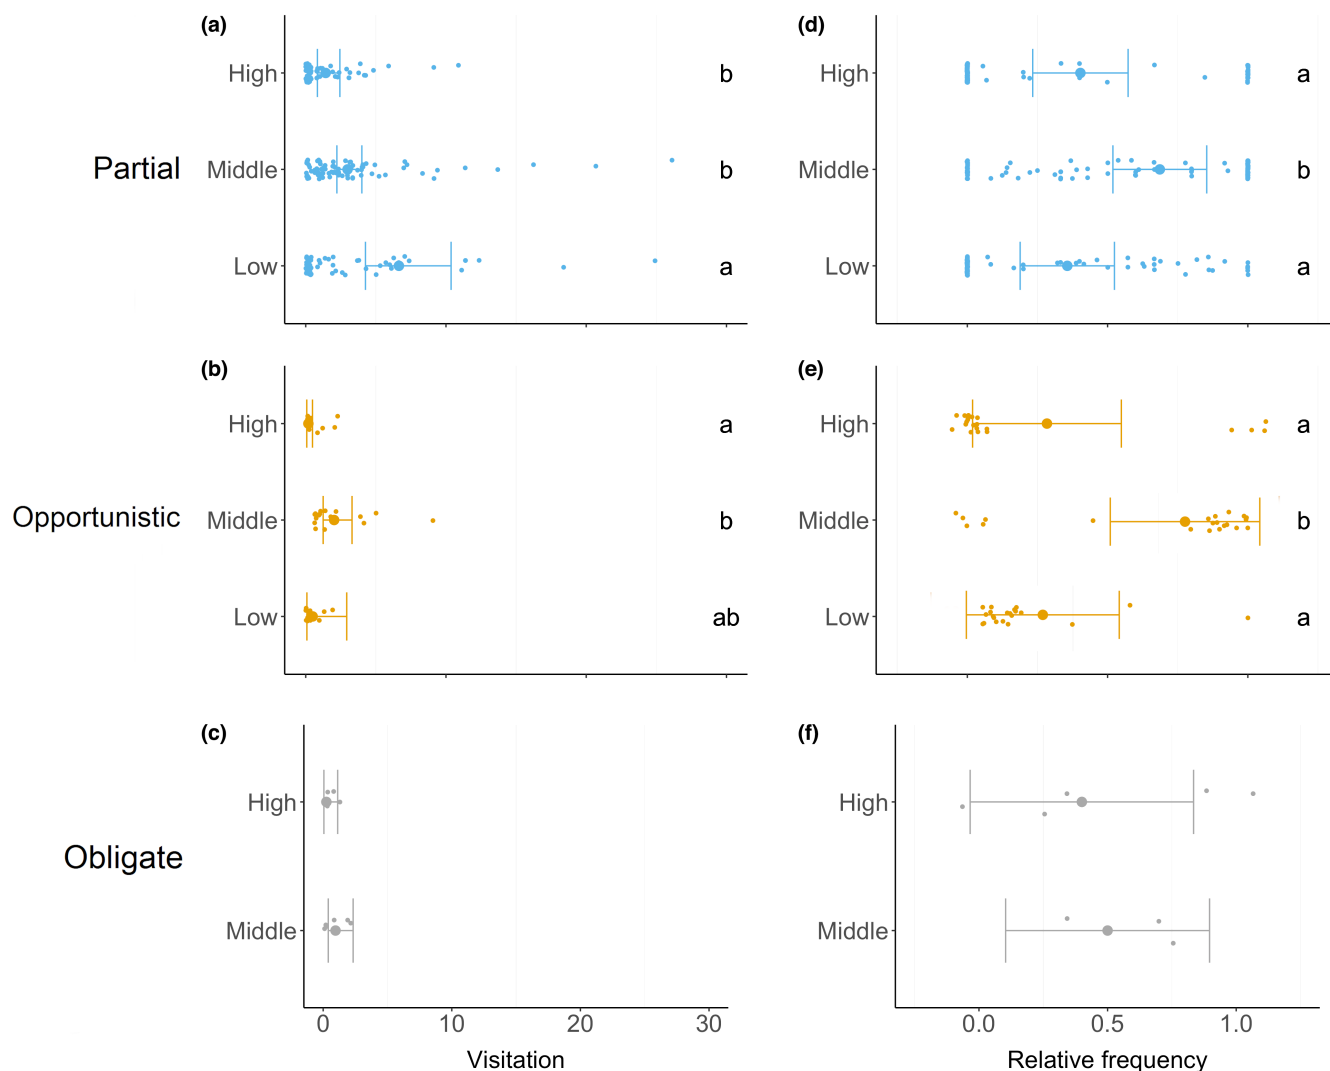 (a)
(d)
High
b
High
a
Partial
Middle
b
Middle
b
Low
a
Low
a
(b)
(e)
High
a
High
a
Opportunistic
Middle
b
Middle
b
Low
ab
Low
a
(c)
(f)
High
High
Obligate
Middle
Middle
0
10
20
30
0.0
0.5
1.0
Visitation
Relative frequency